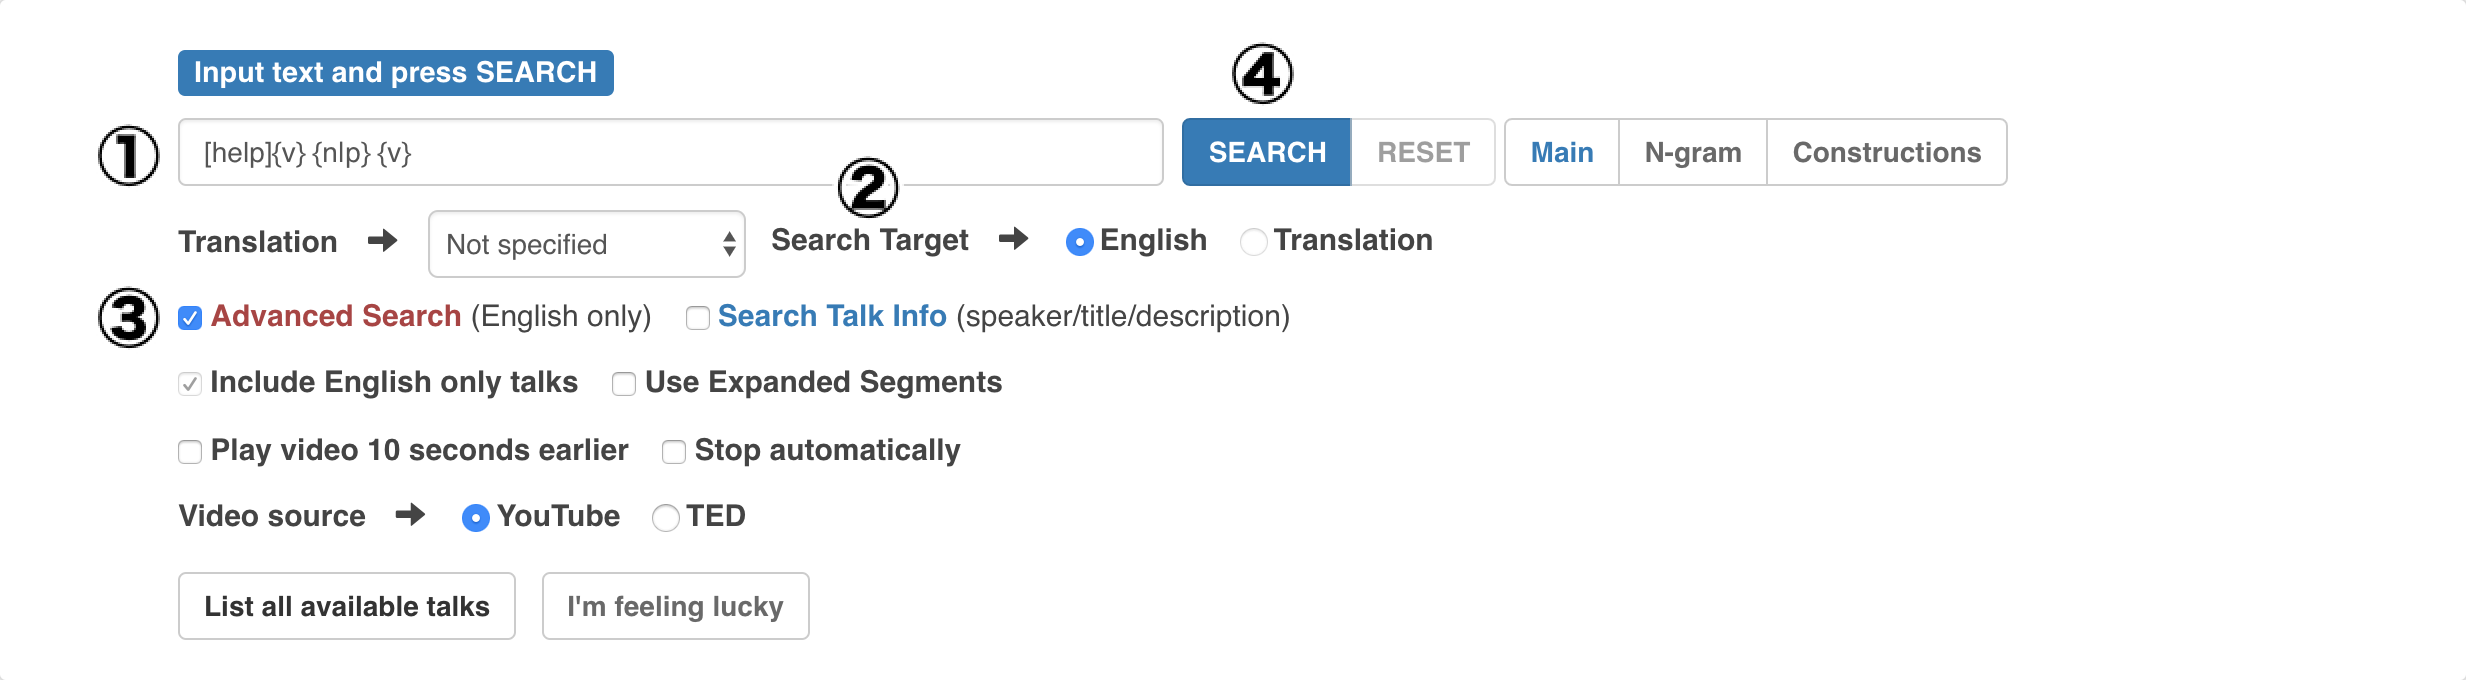 ④
Input text and press SEARCH
① [help]{v} {n|p} {v} SEARCH RESET Main N-gram Constructions
②
Translation ➜ Not specified Search Target ➜ English Translation
③ Advanced Search (English only) Search Talk Info (speaker/title/description)
Include English only talks Use Expanded Segments
Play video 10 seconds earlier Stop automatically
Video source ➜ YouTube TED
List all available talks I'm feeling lucky